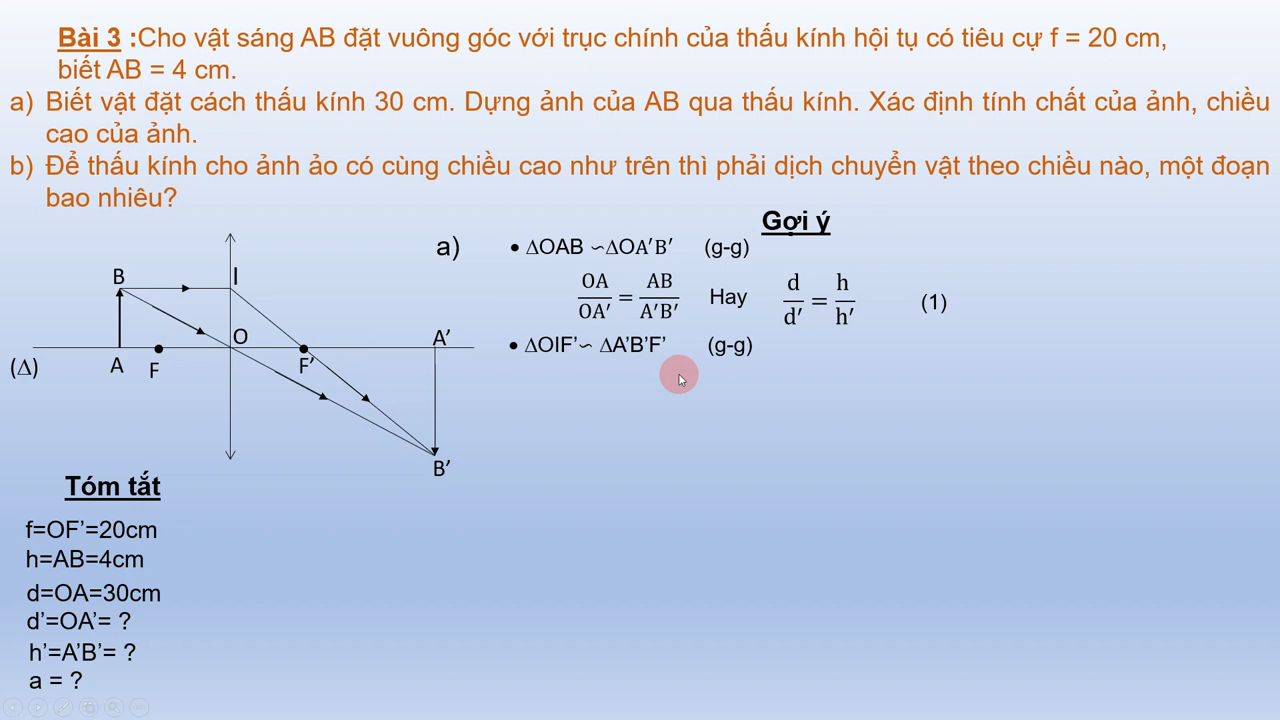 Bài 3 :Cho vật sáng AB đặt vuông góc với trục chính của thấu kính hội tụ có tiêu cự f = 20 cm,
biết AB = 4 cm.
a) Biết vật đặt cách thấu kính 30 cm. Dựng ảnh của AB qua thấu kính. Xác định tính chất của ảnh, chiều
cao của ảnh.
b) Để thấu kính cho ảnh ảo có cùng chiều cao như trên thì phải dịch chuyển vật theo chiều nào, một đoạn
bao nhiêu?
Gợi ý
a) • ΔOAB ∽ΔOA′B′ (g-g)
OA/OA′ = AB/A′B′ Hay d/d′ = h/h′ (1)
• ΔOIF’∽ ΔA’B’F’ (g-g)
B I
O A’
(Δ) A F F’
B’
Tóm tắt
f=OF’=20cm
h=AB=4cm
d=OA=30cm
d’=OA’= ?
h’=A’B’= ?
a = ?